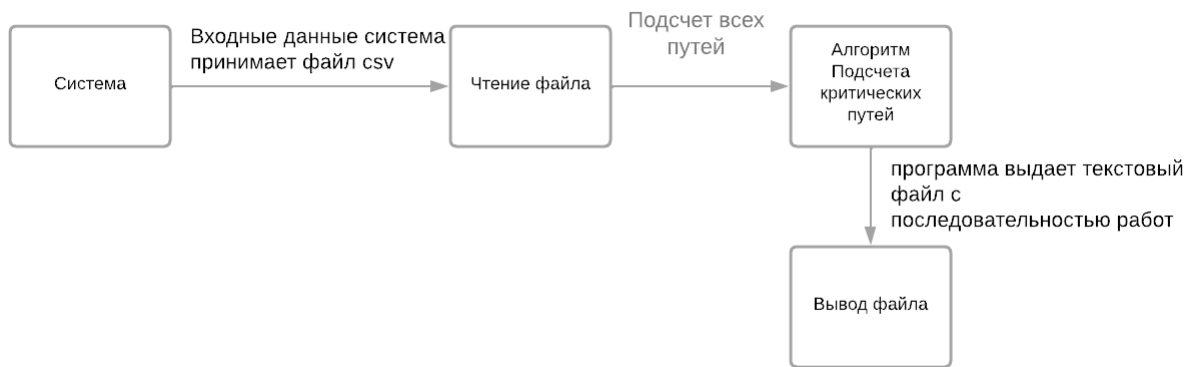 Система
Входные данные система
принимает файл csv
Чтение файла
Подсчет всех
путей
Алгоритм
Подсчета
критических
путей
программа выдает текстовый
файл с
последовательностью работ
Вывод файла